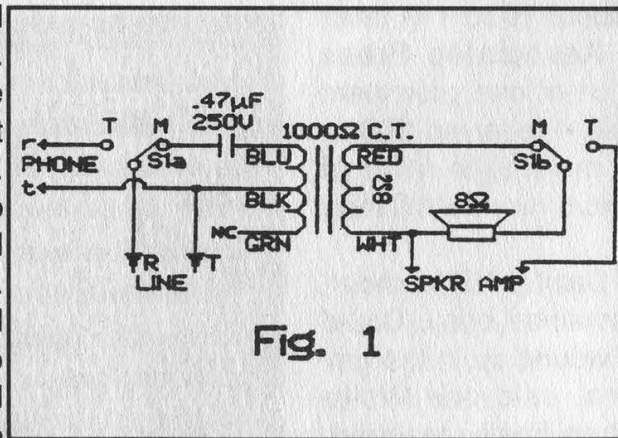 .47µF
250V
1000Ω C.T.
r T M
S1a
PHONE
t
BLU
BLK
NC GRN
RED
8Ω
WHT
M T
S1b
8Ω
R T
LINE
SPKR AMP
Fig. 1